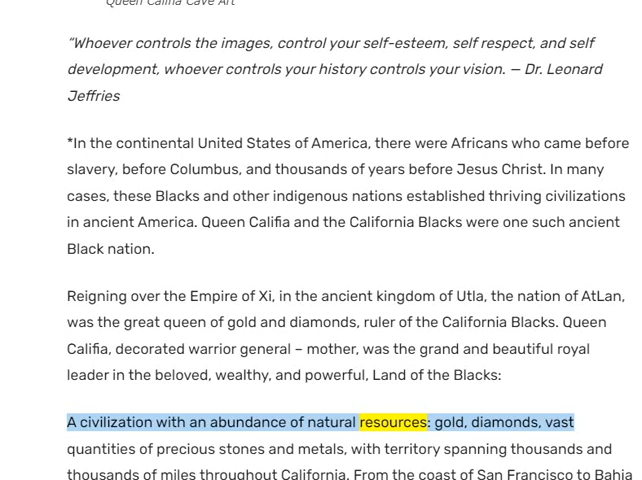 Queen Califia Cave Art
"Whoever controls the images, control your self-esteem, self respect, and self
development, whoever controls your history controls your vision. — Dr. Leonard
Jeffries
*In the continental United States of America, there were Africans who came before
slavery, before Columbus, and thousands of years before Jesus Christ. In many
cases, these Blacks and other indigenous nations established thriving civilizations
in ancient America. Queen Califia and the California Blacks were one such ancient
Black nation.
Reigning over the Empire of Xi, in the ancient kingdom of Utla, the nation of AtLan,
was the great queen of gold and diamonds, ruler of the California Blacks. Queen
Califia, decorated warrior general – mother, was the grand and beautiful royal
leader in the beloved, wealthy, and powerful, Land of the Blacks:
A civilization with an abundance of natural resources: gold, diamonds, vast
quantities of precious stones and metals, with territory spanning thousands and
thousands of miles throughout California. From the coast of San Francisco to Bahia